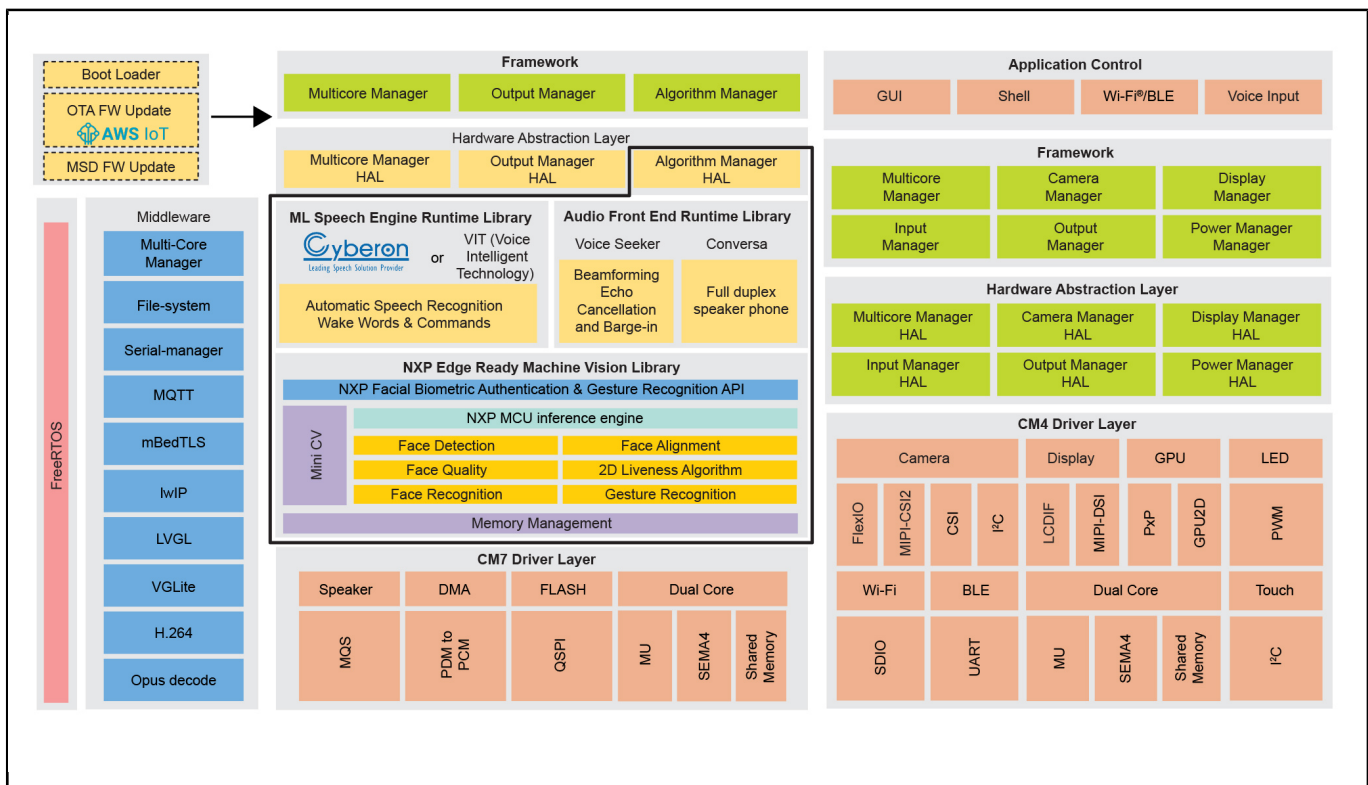 Boot Loader
OTA FW Update
AWS IoT
MSD FW Update
FreeRTOS
Middleware
Multi-Core
Manager
File-system
Serial-manager
MQTT
mBedTLS
IwIP
LVGL
VGLite
H.264
Opus decode
Framework
Multicore Manager
Output Manager
Algorithm Manager
Hardware Abstraction Layer
Multicore Manager
HAL
Output Manager
HAL
Algorithm Manager
HAL
ML Speech Engine Runtime Library
Cyberon
Leading Speech Solution Provider
or
VIT (Voice
Intelligent
Technology)
Automatic Speech Recognition
Wake Words & Commands
Audio Front End Runtime Library
Voice Seeker
Conversa
Beamforming
Echo
Cancellation
and Barge-in
Full duplex
speaker phone
NXP Edge Ready Machine Vision Library
NXP Facial Biometric Authentication & Gesture Recognition API
Mini CV
NXP MCU inference engine
Face Detection
Face Alignment
Face Quality
2D Liveness Algorithm
Face Recognition
Gesture Recognition
Memory Management
CM7 Driver Layer
Speaker
DMA
FLASH
Dual Core
MQS
PDM to
PCM
QSPI
MU
SEMA4
Shared
Memory
Application Control
GUI
Shell
Wi-Fi®/BLE
Voice Input
Framework
Multicore
Manager
Camera
Manager
Display
Manager
Input
Manager
Output
Manager
Power Manager
Manager
Hardware Abstraction Layer
Multicore Manager
HAL
Camera Manager
HAL
Display Manager
HAL
Input Manager
HAL
Output Manager
HAL
Power Manager
HAL
CM4 Driver Layer
Camera
Display
GPU
LED
FlexIO
MIPI-CSI2
CSI
I²C
LCDIF
MIPI-DSI
PxP
GPU2D
PWM
Wi-Fi
BLE
Dual Core
Touch
SDIO
UART
MU
SEMA4
Shared
Memory
I²C